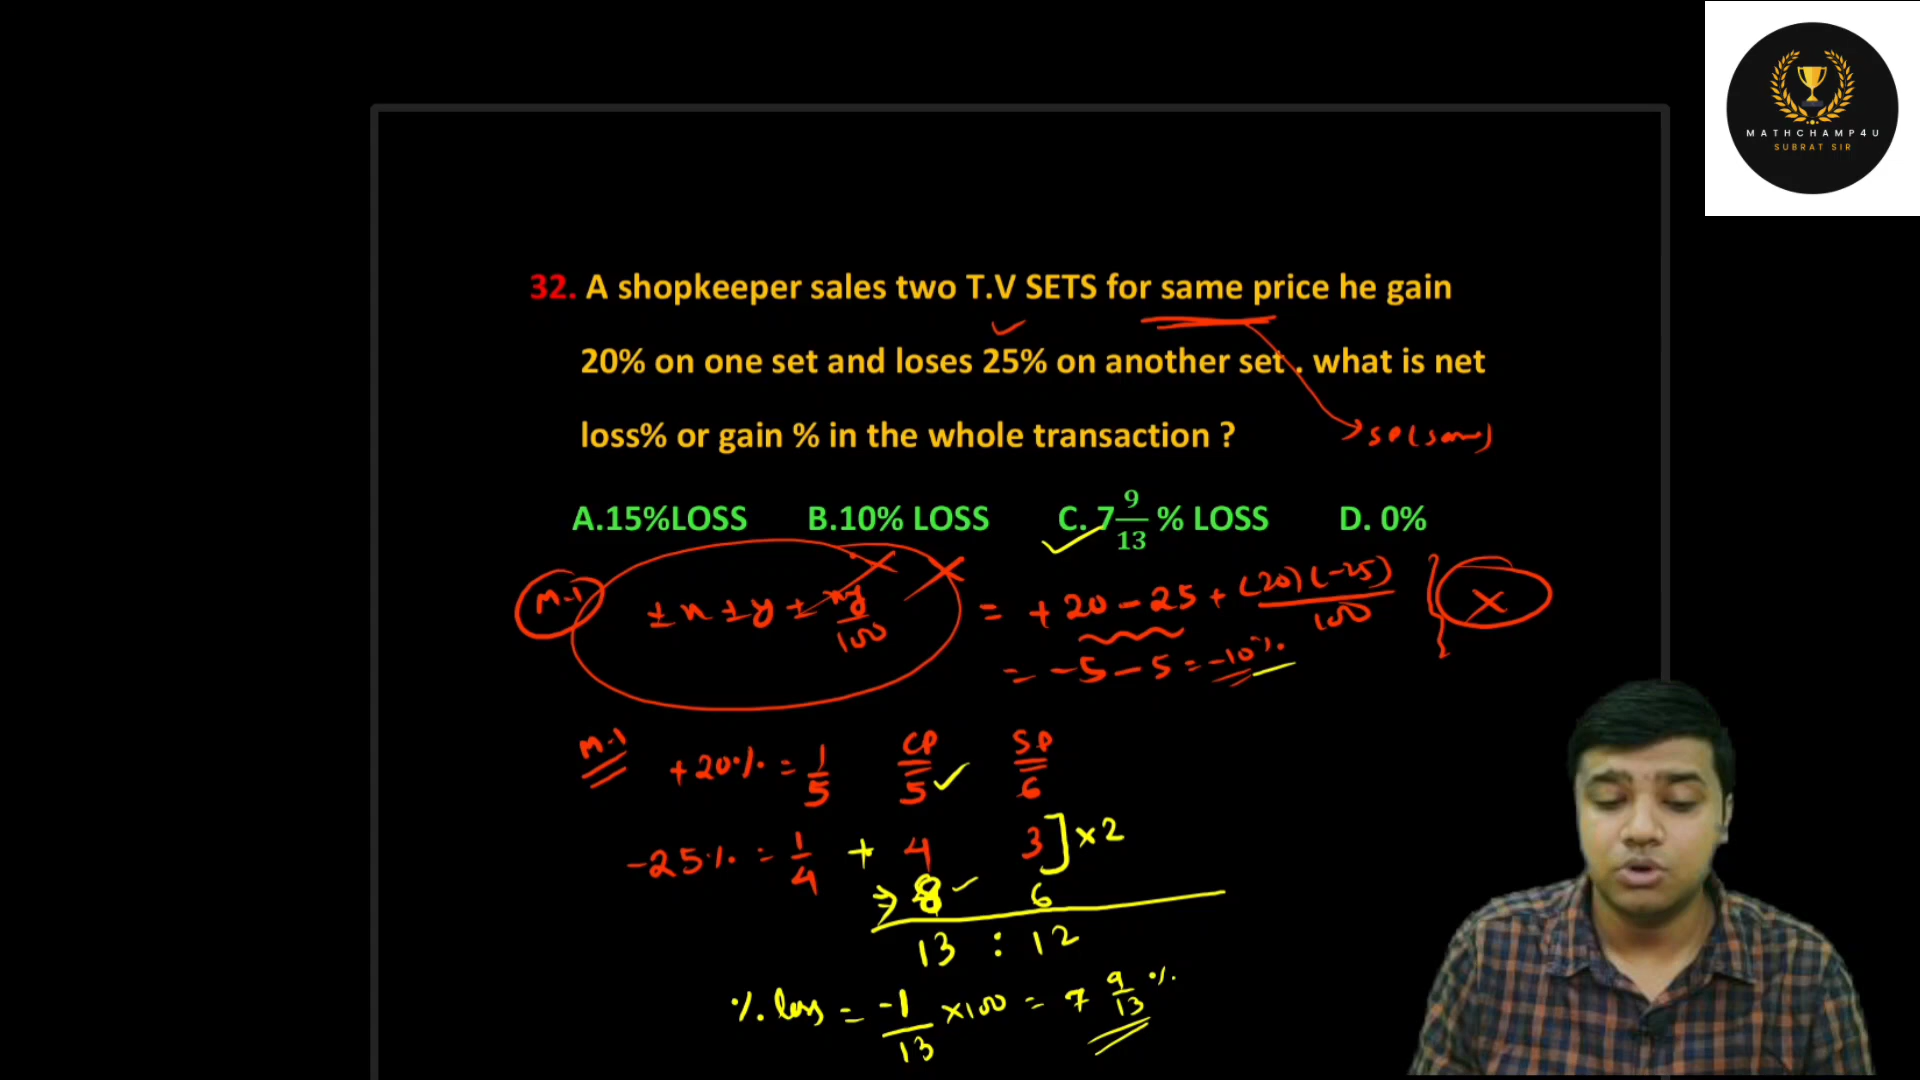 MATHCHAMP4U
SUBRAT SIR
32. A shopkeeper sales two T.V SETS for same price he gain
20% on one set and loses 25% on another set . what is net
loss% or gain % in the whole transaction ?
SP(same)
A.15%LOSS B.10% LOSS C. 7 9/13 % LOSS D. 0%
M-1 ±x ±y ± xy/100 = +20 - 25 + (20)(-25)/100 X
= -5 - 5 = -10%
M-1 +20% = 1/5 CP 5 SP 6
-25% = 1/4 + 4 3 ] ×2
⇒ 8 6
13 : 12
% loss = -1/13 ×100 = 7 9/13 %